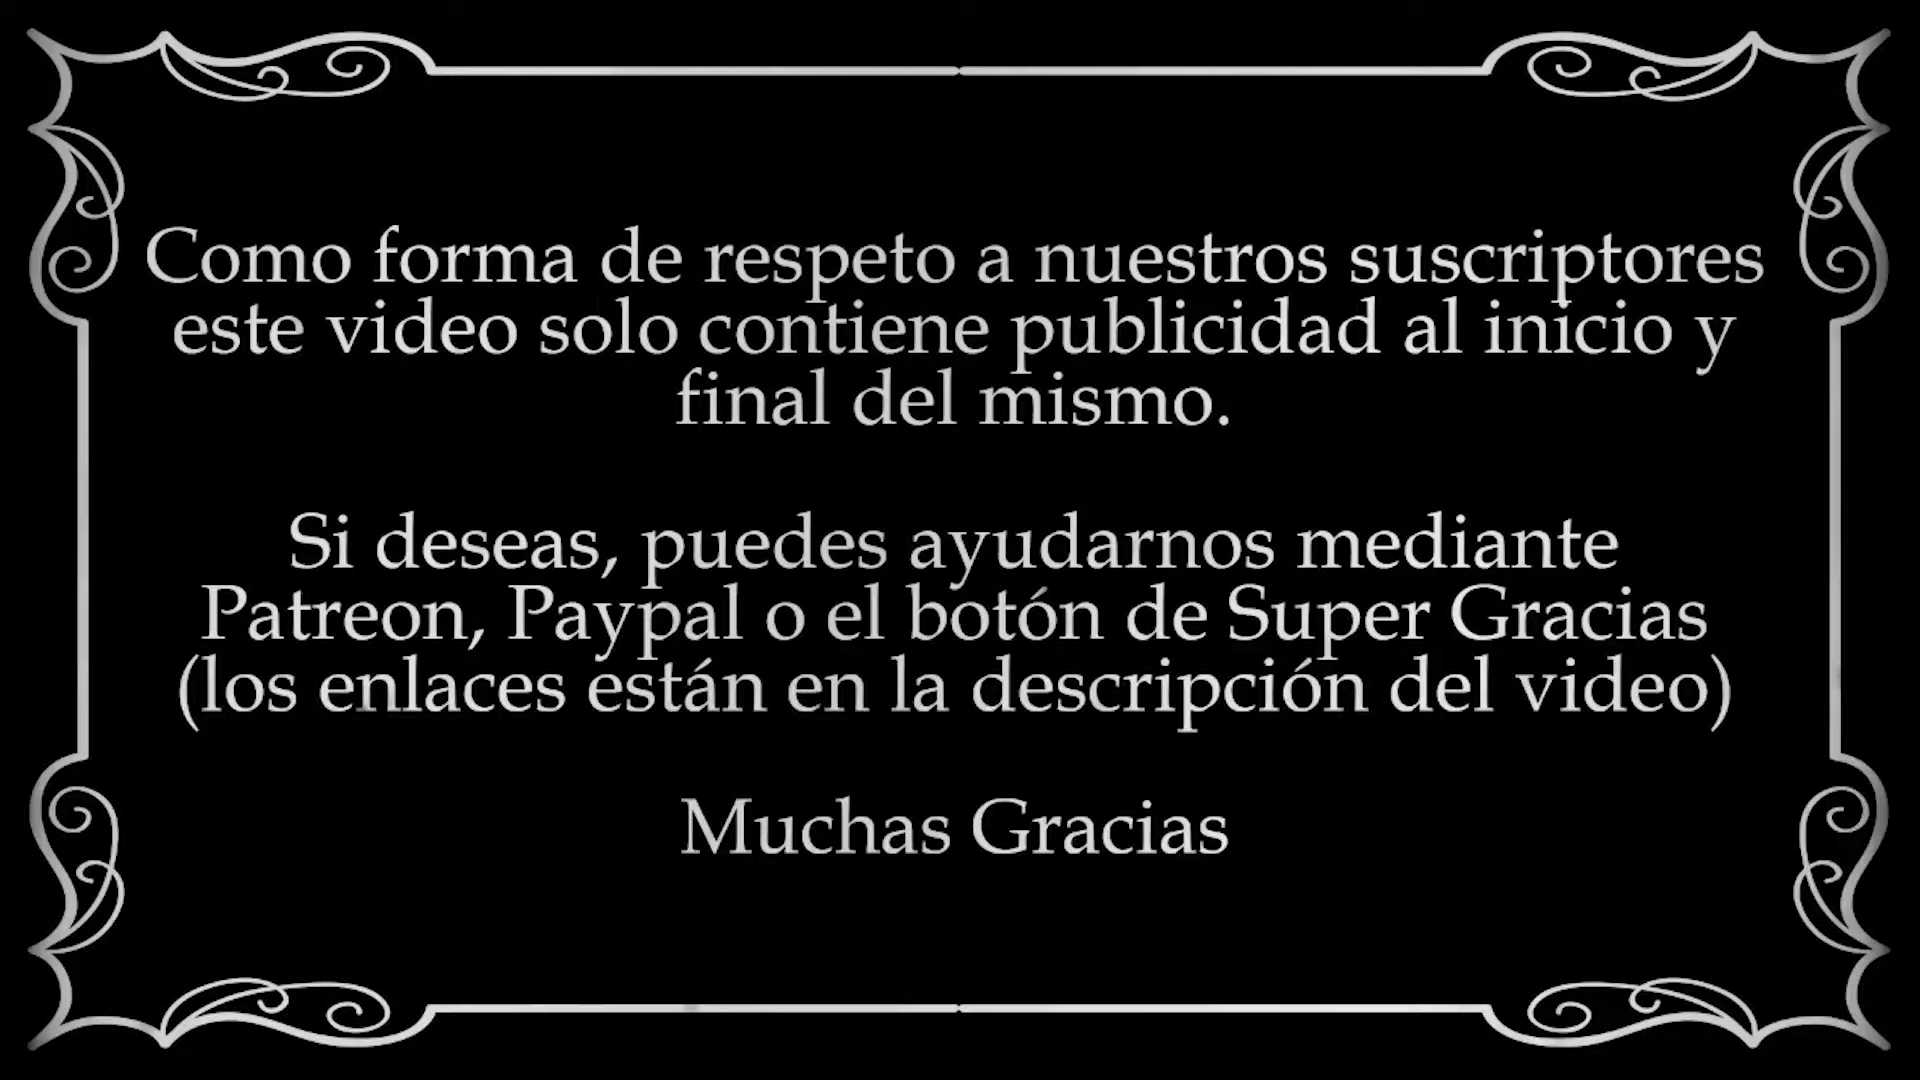 Como forma de respeto a nuestros suscriptores
este video solo contiene publicidad al inicio y
final del mismo.
Si deseas, puedes ayudarnos mediante
Patreon, Paypal o el botón de Super Gracias
(los enlaces están en la descripción del video)
Muchas Gracias